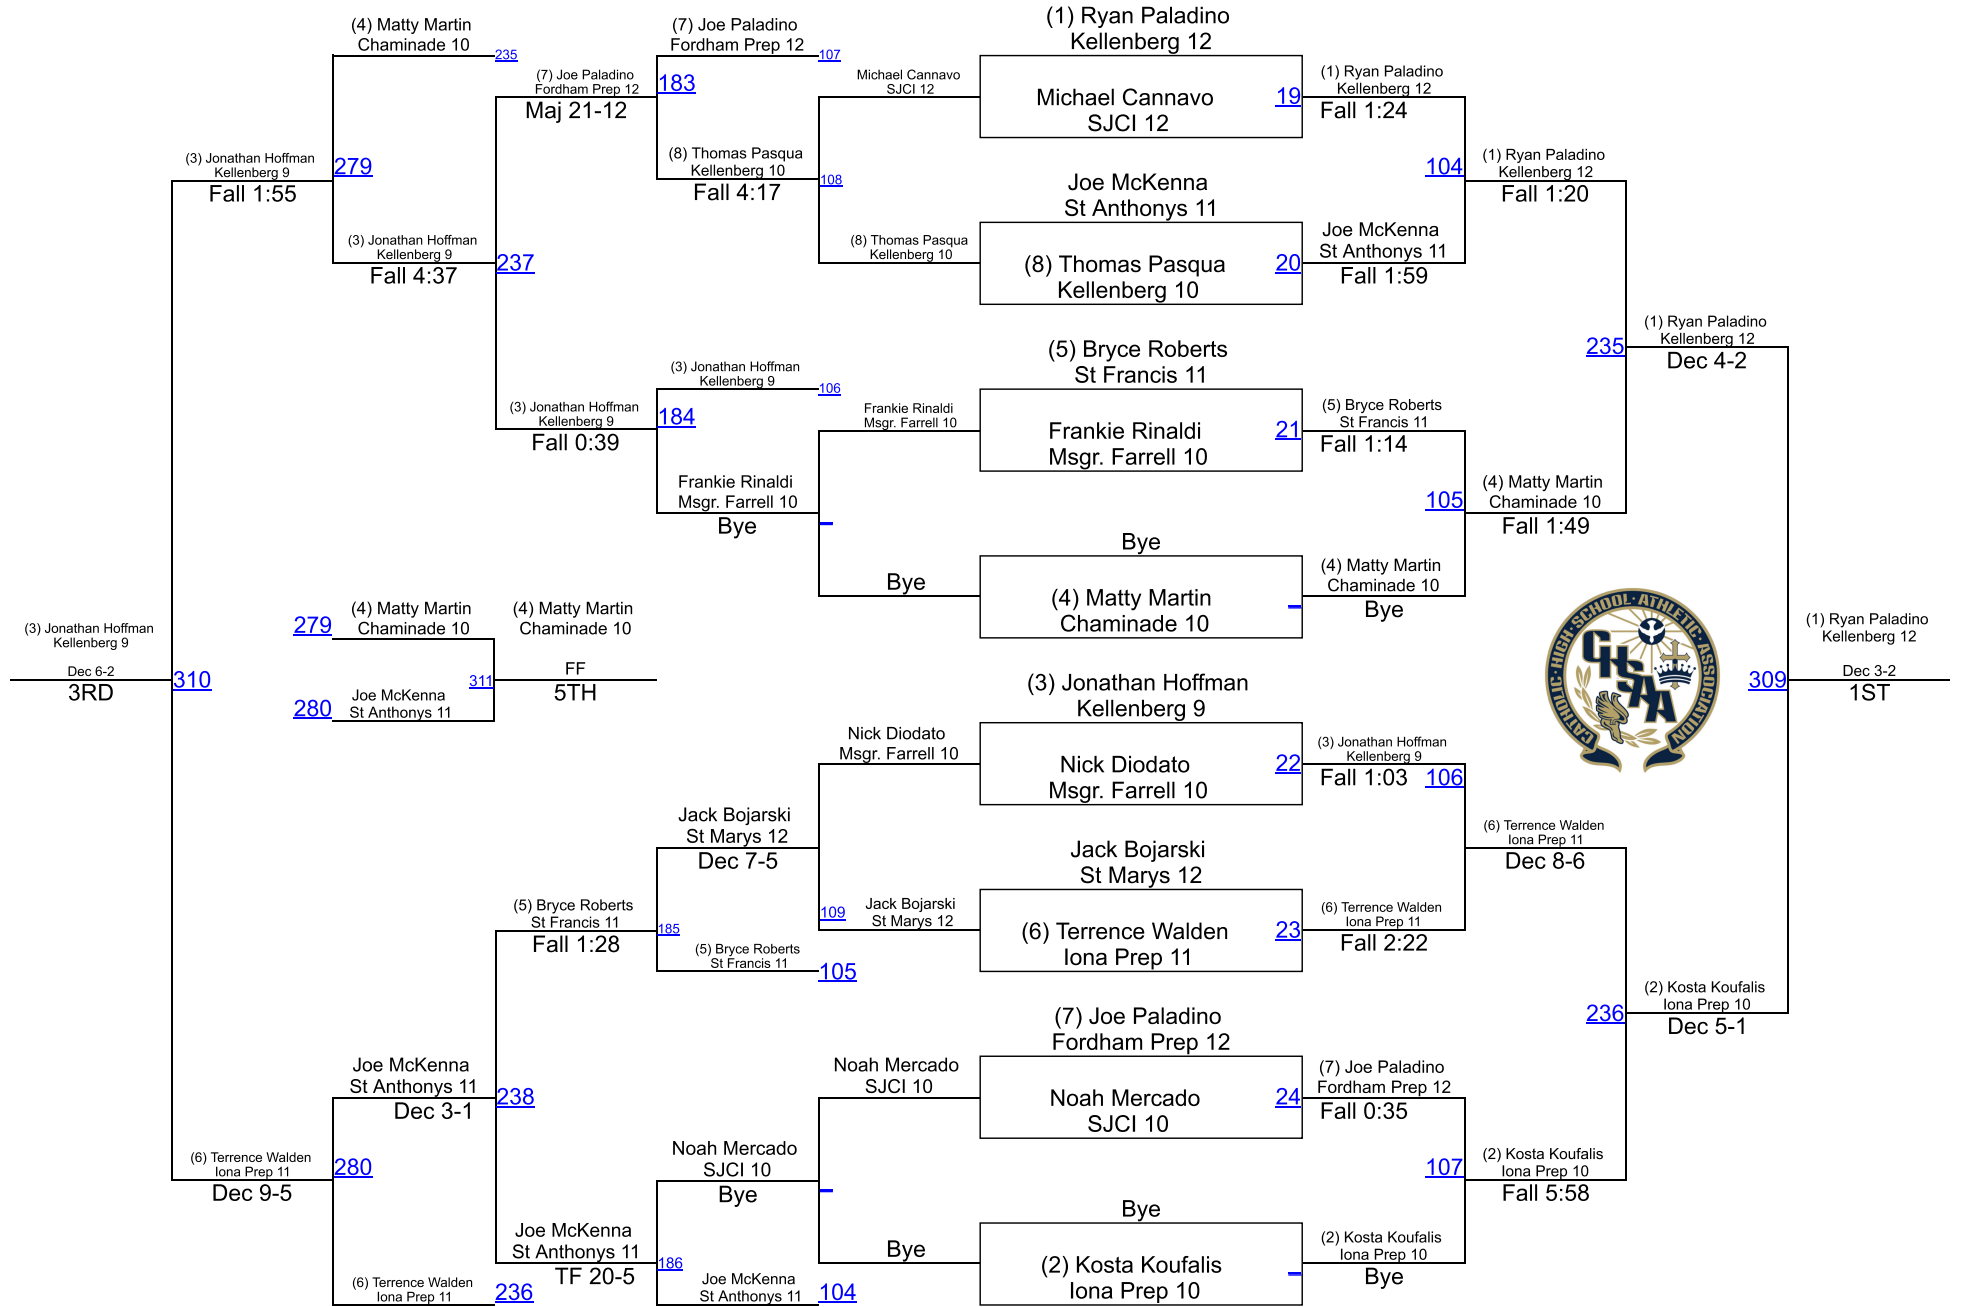 (4) Matty Martin
Chaminade 10
235
(7) Joe Paladino
Fordham Prep 12
107
(1) Ryan Paladino
Kellenberg 12
(7) Joe Paladino
Fordham Prep 12
Maj 21-12
183
Michael Cannavo
SJCI 12
Michael Cannavo
SJCI 12
19
(1) Ryan Paladino
Kellenberg 12
Fall 1:24
(3) Jonathan Hoffman
Kellenberg 9
Fall 1:55
279
(8) Thomas Pasqua
Kellenberg 10
Fall 4:17
108
Joe McKenna
St Anthonys 11
104
(1) Ryan Paladino
Kellenberg 12
Fall 1:20
(3) Jonathan Hoffman
Kellenberg 9
Fall 4:37
237
(8) Thomas Pasqua
Kellenberg 10
(8) Thomas Pasqua
Kellenberg 10
20
Joe McKenna
St Anthonys 11
Fall 1:59
(5) Bryce Roberts
St Francis 11
235
(1) Ryan Paladino
Kellenberg 12
Dec 4-2
(3) Jonathan Hoffman
Kellenberg 9
106
(3) Jonathan Hoffman
Kellenberg 9
Fall 0:39
184
Frankie Rinaldi
Msgr. Farrell 10
Frankie Rinaldi
Msgr. Farrell 10
21
(5) Bryce Roberts
St Francis 11
Fall 1:14
Frankie Rinaldi
Msgr. Farrell 10
Bye
105
(4) Matty Martin
Chaminade 10
Fall 1:49
Bye
Bye
(4) Matty Martin
Chaminade 10
(4) Matty Martin
Chaminade 10
Bye
(3) Jonathan Hoffman
Kellenberg 9
Dec 6-2
3RD
310
279
(4) Matty Martin
Chaminade 10
(4) Matty Martin
Chaminade 10
311
FF
5TH
280
Joe McKenna
St Anthonys 11
CATHOLIC·HIGH·SCHOOL·ATHLETIC·ASSOCIATION
CHSAA
309
(1) Ryan Paladino
Kellenberg 12
Dec 3-2
1ST
(3) Jonathan Hoffman
Kellenberg 9
Nick Diodato
Msgr. Farrell 10
Nick Diodato
Msgr. Farrell 10
22
(3) Jonathan Hoffman
Kellenberg 9
Fall 1:03
106
Jack Bojarski
St Marys 12
Dec 7-5
Jack Bojarski
St Marys 12
(6) Terrence Walden
Iona Prep 11
Dec 8-6
(5) Bryce Roberts
St Francis 11
Fall 1:28
185
109
Jack Bojarski
St Marys 12
(6) Terrence Walden
Iona Prep 11
23
(6) Terrence Walden
Iona Prep 11
Fall 2:22
(5) Bryce Roberts
St Francis 11
105
(7) Joe Paladino
Fordham Prep 12
236
(2) Kosta Koufalis
Iona Prep 10
Dec 5-1
Joe McKenna
St Anthonys 11
Dec 3-1
238
Noah Mercado
SJCI 10
Noah Mercado
SJCI 10
24
(7) Joe Paladino
Fordham Prep 12
Fall 0:35
(6) Terrence Walden
Iona Prep 11
Dec 9-5
280
Noah Mercado
SJCI 10
Bye
107
(2) Kosta Koufalis
Iona Prep 10
Fall 5:58
Bye
Joe McKenna
St Anthonys 11
TF 20-5
186
Bye
(2) Kosta Koufalis
Iona Prep 10
(2) Kosta Koufalis
Iona Prep 10
Bye
(6) Terrence Walden
Iona Prep 11
236
Joe McKenna
St Anthonys 11
104